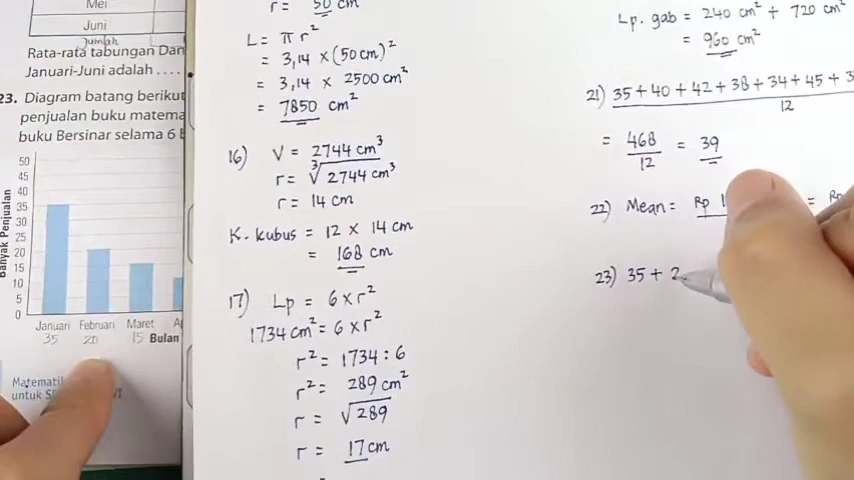 Mei
Juni
Jumlah
Rata-rata tabungan Dan
Januari-Juni adalah ....
23. Diagram batang berikut
penjualan buku matema
buku Bersinar selama 6 b
Banyak Penjualan
50
45
40
35
30
25
20
15
10
5
0
Januari Februari Maret
35 20 15 Bulan
Matematik
untuk S
r = 50 cm
L = π r²
= 3,14 × (50 cm)²
= 3,14 × 2500 cm²
= 7850 cm²
16) V = 2744 cm³
r = ∛2744 cm³
r = 14 cm
K. kubus = 12 × 14 cm
= 168 cm
17) Lp = 6 × r²
1734 cm² = 6 × r²
r² = 1734 : 6
r² = 289 cm²
r = √289
r = 17 cm
Lp. gab = 240 cm² + 720 cm²
= 960 cm²
21) 35 + 40 + 42 + 38 + 34 + 45 + 3
12
= 468/12 = 39
22) Mean = Rp 1 = Rp
23) 35 + 2